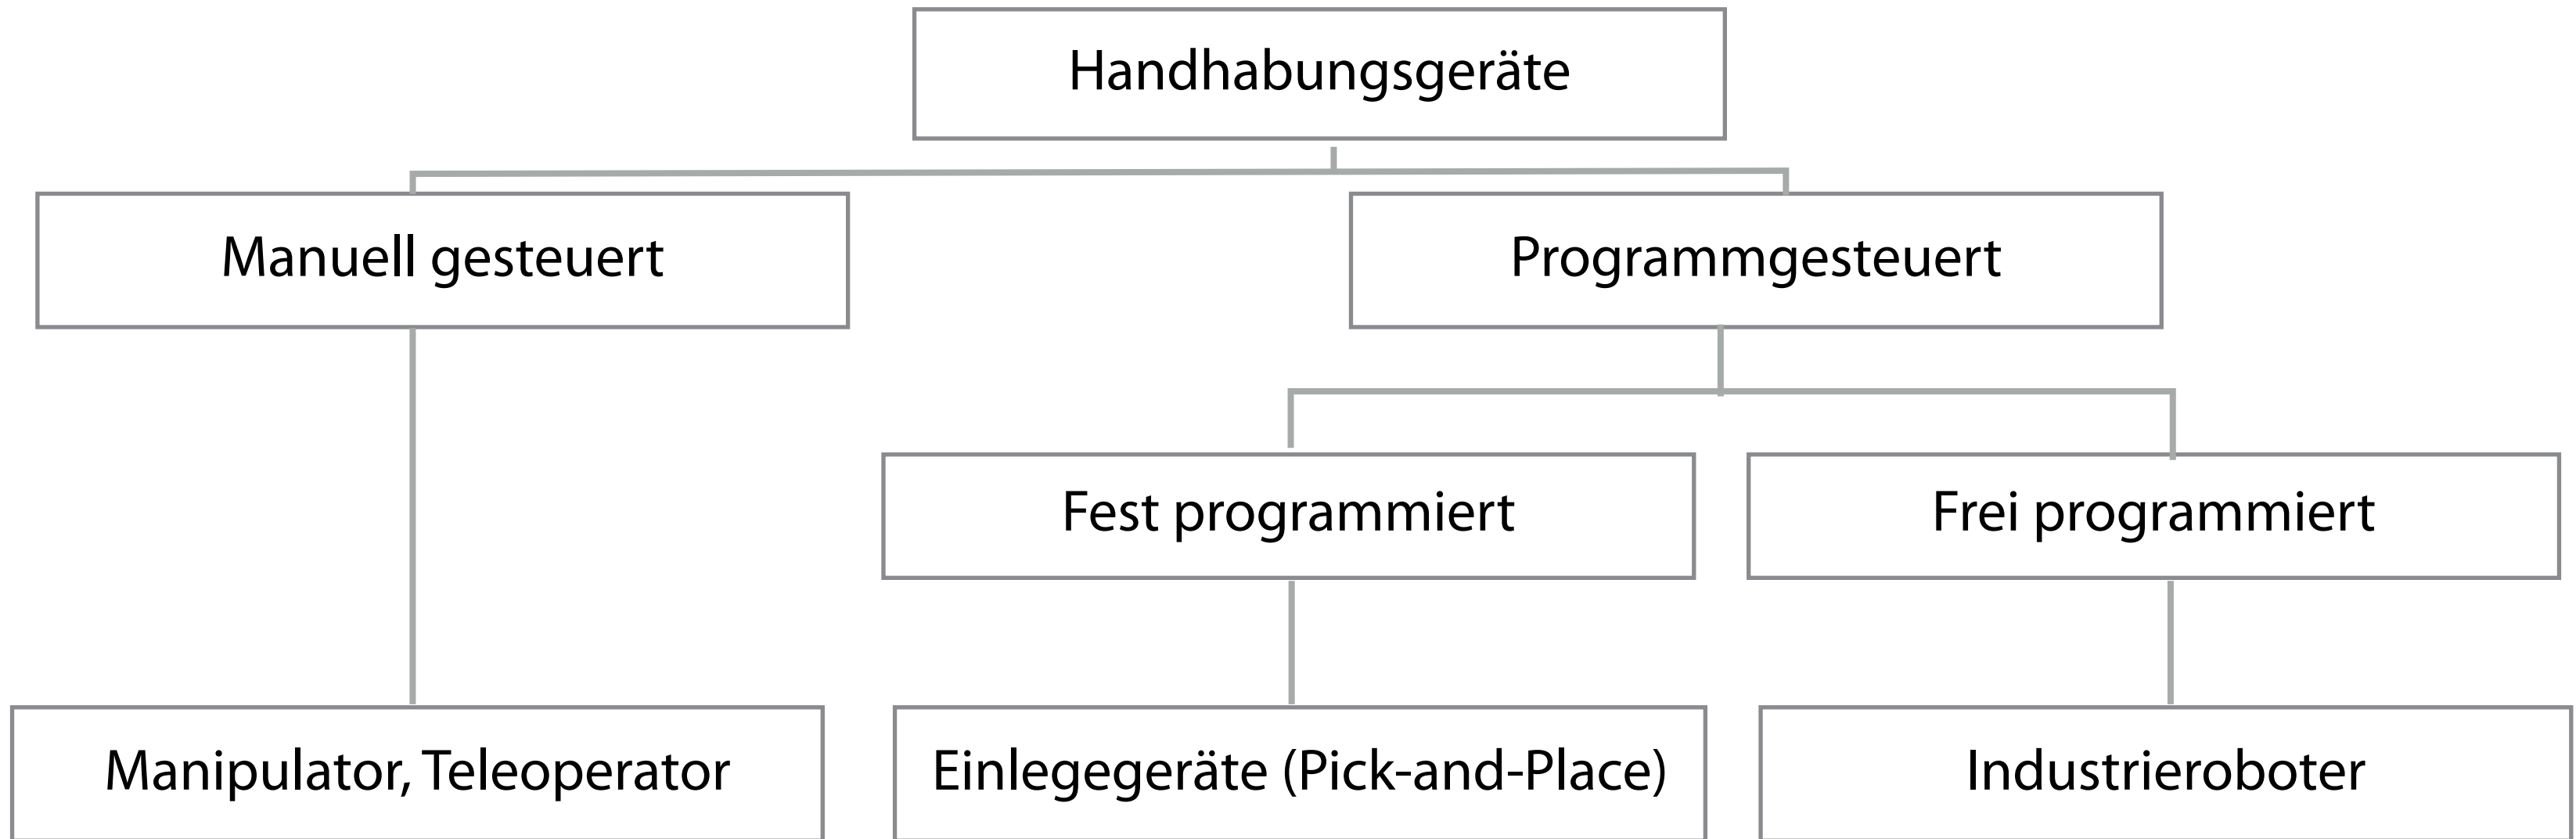 Handhabungsgeräte
Manuell gesteuert
Programmgesteuert
Fest programmiert
Frei programmiert
Manipulator, Teleoperator
Einlegegeräte (Pick-and-Place)
Industrieroboter